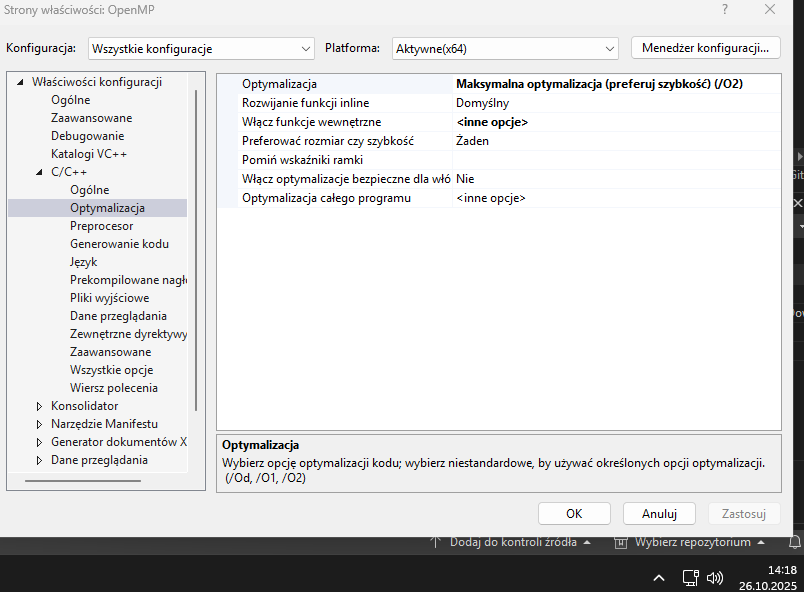 Strony właściwości: OpenMP
?
Konfiguracja: Wszystkie konfiguracje Platforma: Aktywne(x64) Menedżer konfiguracji...
Właściwości konfiguracji
Ogólne
Zaawansowane
Debugowanie
Katalogi VC++
C/C++
Ogólne
Optymalizacja
Preprocesor
Generowanie kodu
Język
Prekompilowane nagłó
Pliki wyjściowe
Dane przeglądania
Zewnętrzne dyrektywy
Zaawansowane
Wszystkie opcje
Wiersz polecenia
Konsolidator
Narzędzie Manifestu
Generator dokumentów X
Dane przeglądania
Optymalizacja Maksymalna optymalizacja (preferuj szybkość) (/O2)
Rozwijanie funkcji inline Domyślny
Włącz funkcje wewnętrzne <inne opcje>
Preferować rozmiar czy szybkość Żaden
Pomiń wskaźniki ramki
Włącz optymalizacje bezpieczne dla włó Nie
Optymalizacja całego programu <inne opcje>
Optymalizacja
Wybierz opcję optymalizacji kodu; wybierz niestandardowe, by używać określonych opcji optymalizacji.
(/Od, /O1, /O2)
OK Anuluj Zastosuj
Dodaj do kontroli źródła Wybierz repozytorium
14:18
26.10.2025